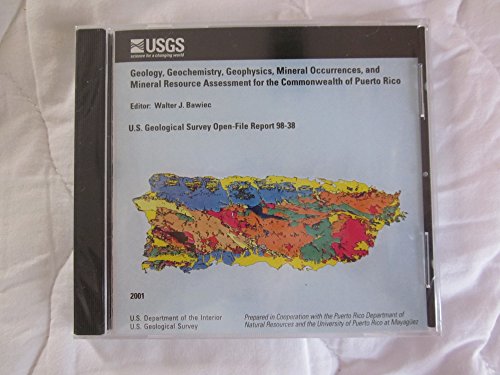 USGS
science for a changing world
Geology, Geochemistry, Geophysics, Mineral Occurrences, and
Mineral Resource Assessment for the Commonwealth of Puerto Rico
Editor: Walter J. Bawiec
U.S. Geological Survey Open-File Report 98-38
2001
U.S. Department of the Interior
U.S. Geological Survey
Prepared in Cooperation with the Puerto Rico Department of
Natural Resources and the University of Puerto Rico at Mayagüez